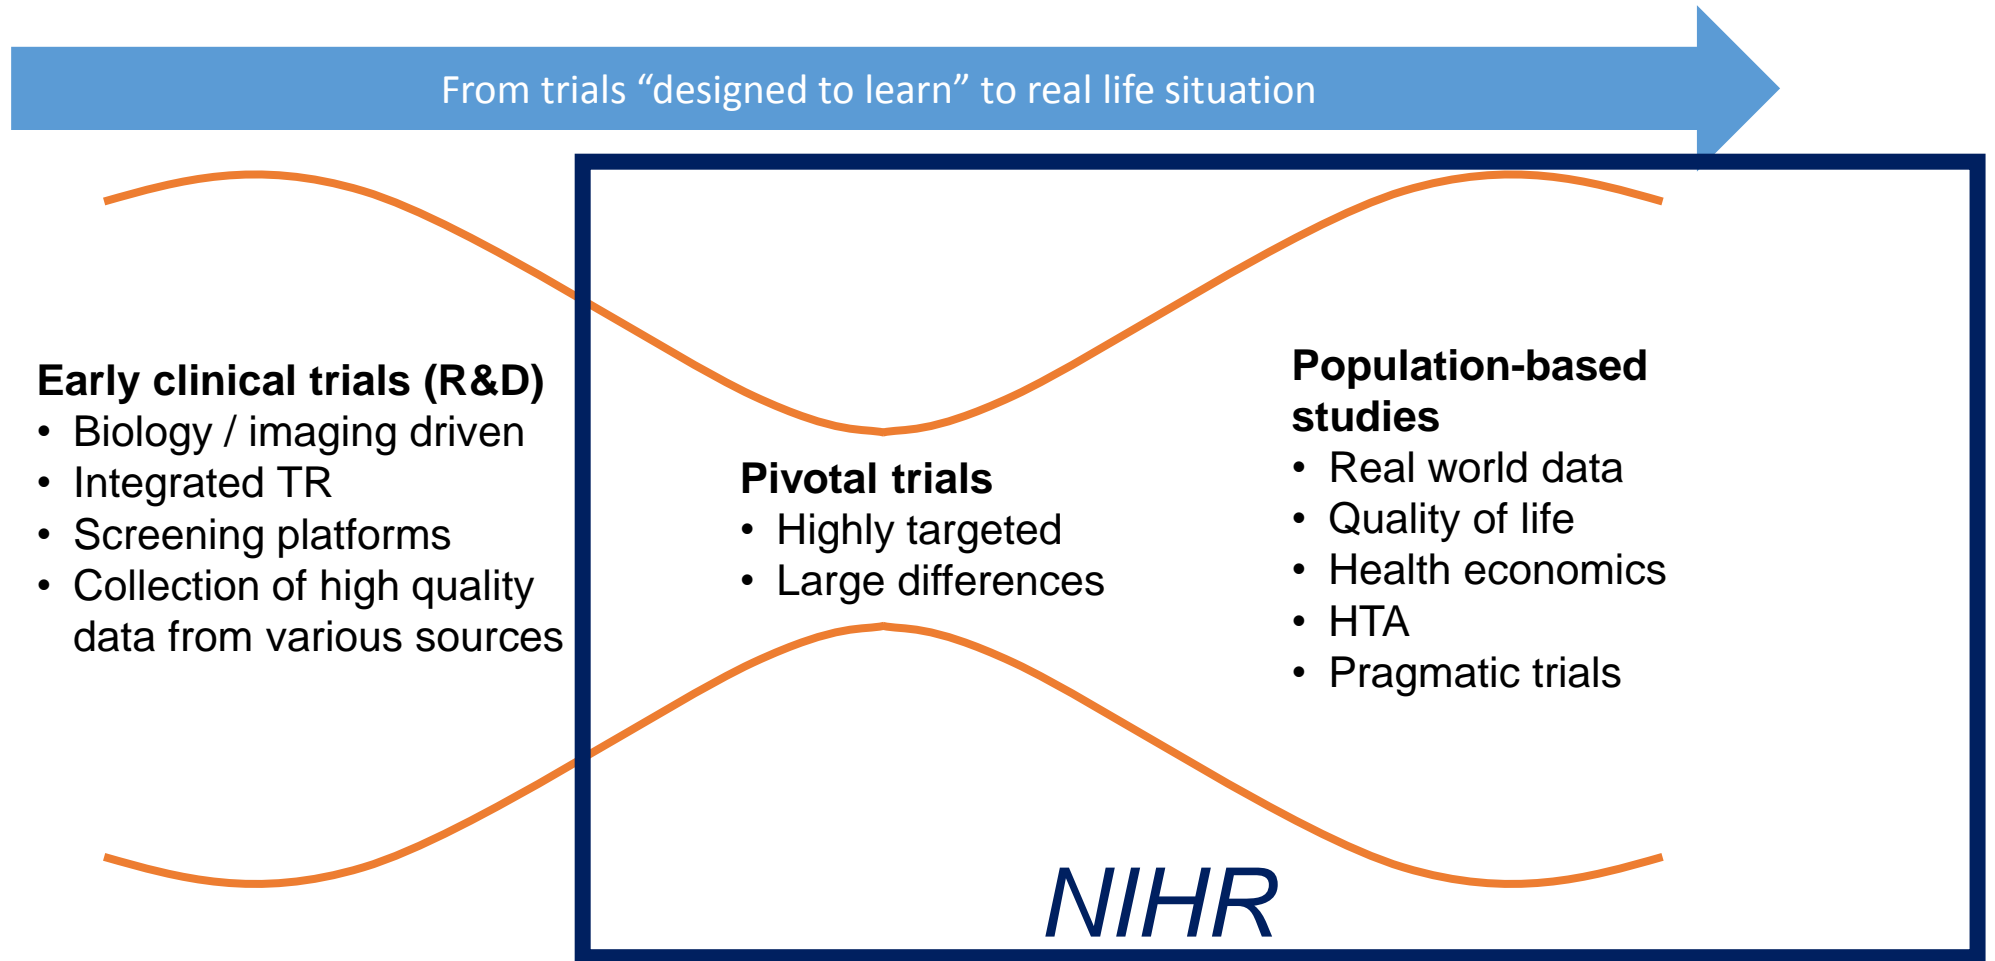 From trials “designed to learn” to real life situation
Early clinical trials (R&D)
• Biology / imaging driven
• Integrated TR
• Screening platforms
• Collection of high quality
data from various sources
Pivotal trials
• Highly targeted
• Large differences
Population-based
studies
• Real world data
• Quality of life
• Health economics
• HTA
• Pragmatic trials
NIHR